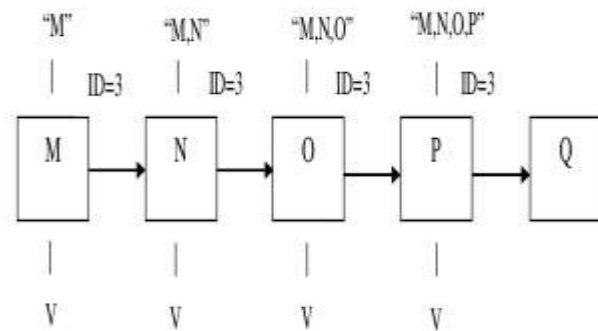 “M” “M,N” “M,N,O” “M,N,O,P”
ID=3 ID=3 ID=3 ID=3
M N O P Q
V V V V